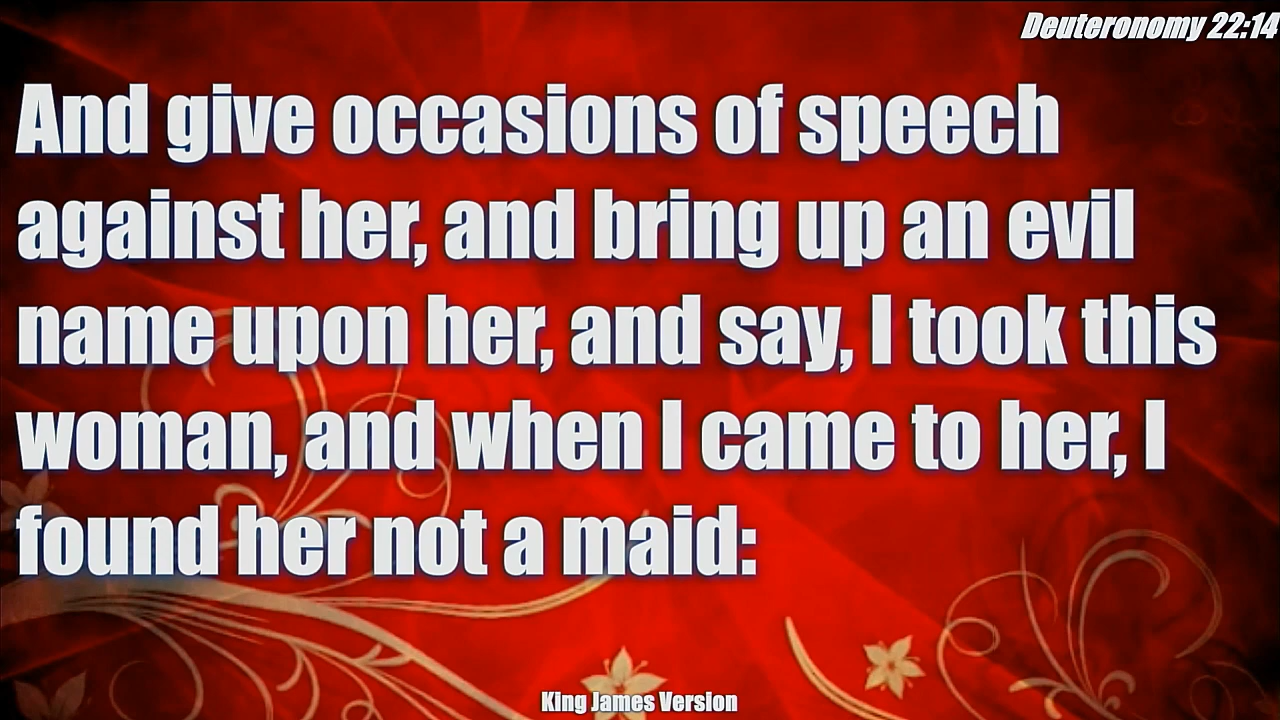 Deuteronomy 22:14
And give occasions of speech
against her, and bring up an evil
name upon her, and say, I took this
woman, and when I came to her, I
found her not a maid:
King James Version